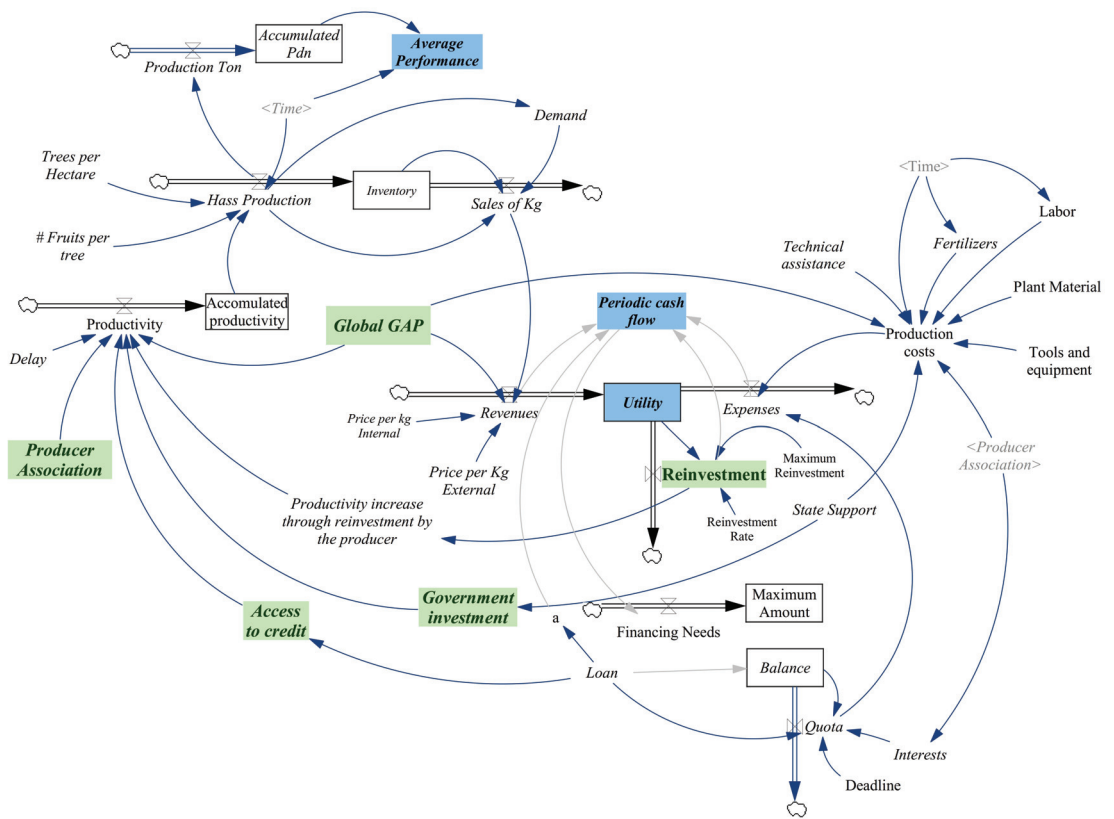 Accumulated
Pdn
Average
Performance
Production Ton
<Time>
Demand
Trees per
Hectare
Inventory
Hass Production
Sales of Kg
# Fruits per
tree
<Time>
Labor
Fertilizers
Technical
assistance
Plant Material
Accomulated
productivity
Productivity
Global GAP
Periodic cash
flow
Production
costs
Delay
Tools and
equipment
Price per kg
Internal
Revenues
Utility
Expenses
Producer
Association
Price per Kg
External
Reinvestment
Maximum
Reinvestment
<Producer
Association>
Productivity increase
through reinvestment by
the producer
Reinvestment
Rate
State Support
Access
to credit
Government
investment
a
Financing Needs
Maximum
Amount
Loan
Balance
Quota
Interests
Deadline